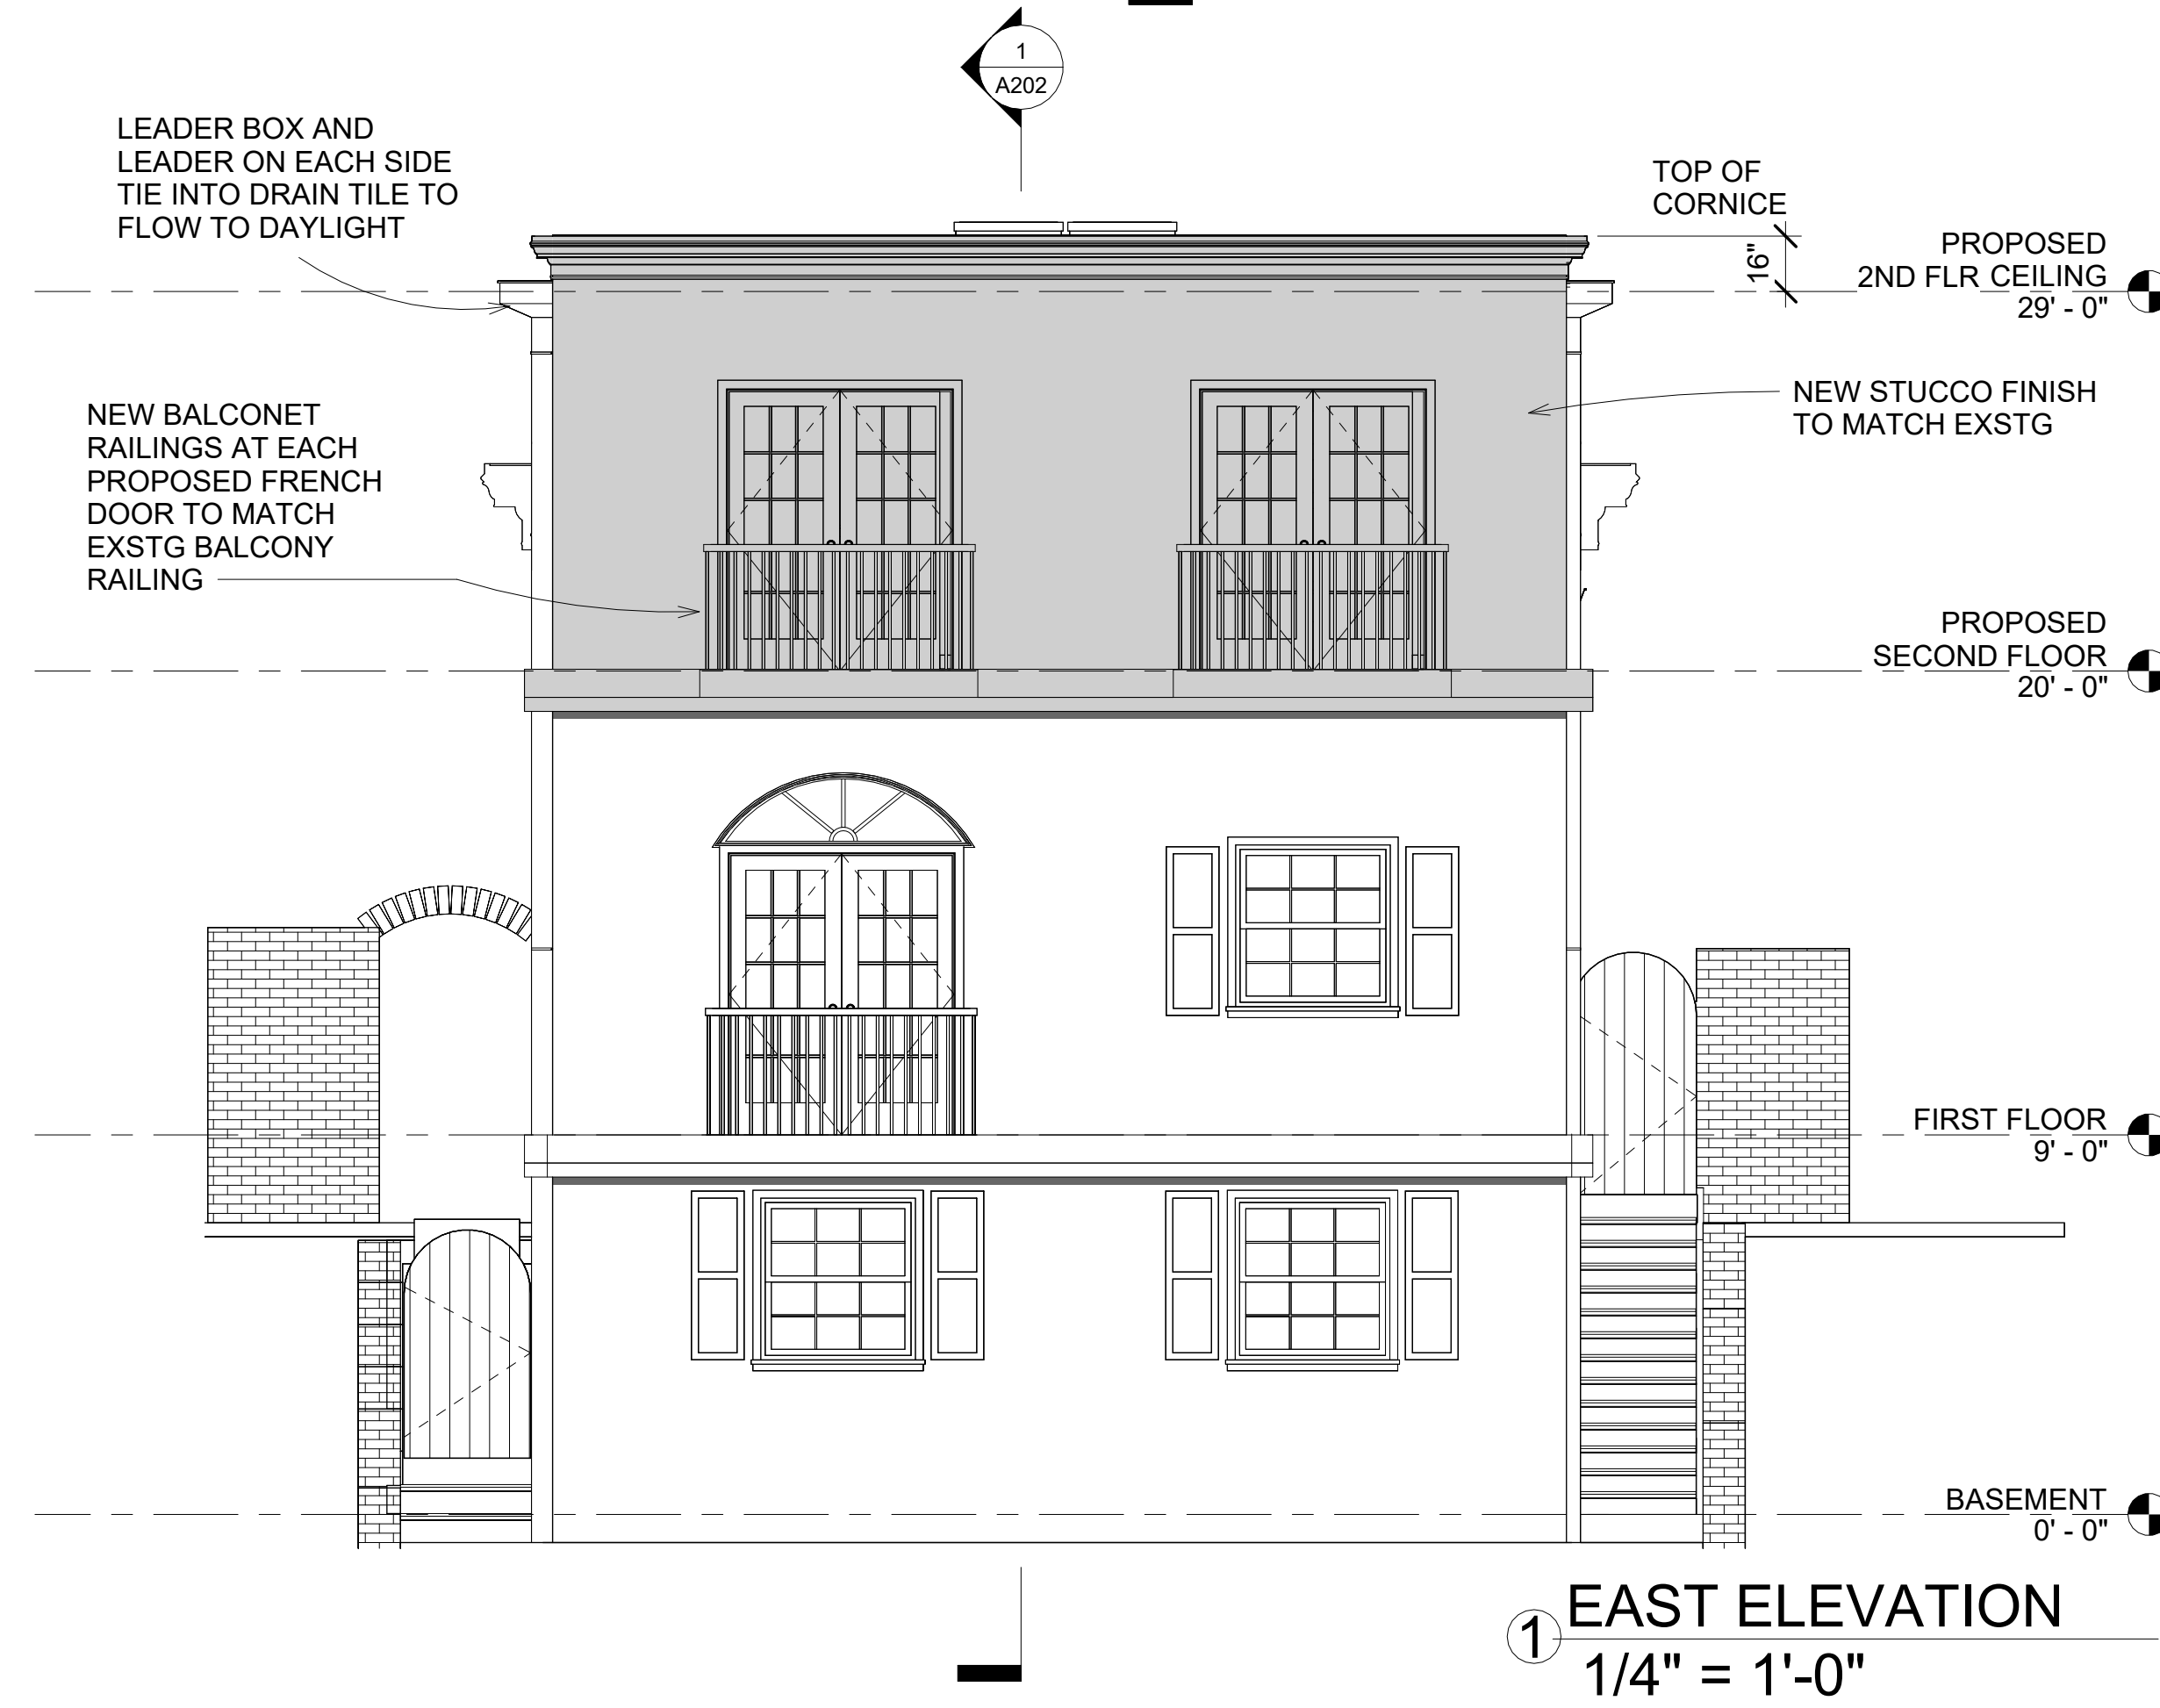 1
A202
LEADER BOX AND
LEADER ON EACH SIDE
TIE INTO DRAIN TILE TO
FLOW TO DAYLIGHT
TOP OF
CORNICE
16"
PROPOSED
2ND FLR CEILING
29' - 0"
NEW BALCONET
RAILINGS AT EACH
PROPOSED FRENCH
DOOR TO MATCH
EXSTG BALCONY
RAILING
NEW STUCCO FINISH
TO MATCH EXSTG
PROPOSED
SECOND FLOOR
20' - 0"
FIRST FLOOR
9' - 0"
BASEMENT
0' - 0"
1
EAST ELEVATION
1/4" = 1'-0"